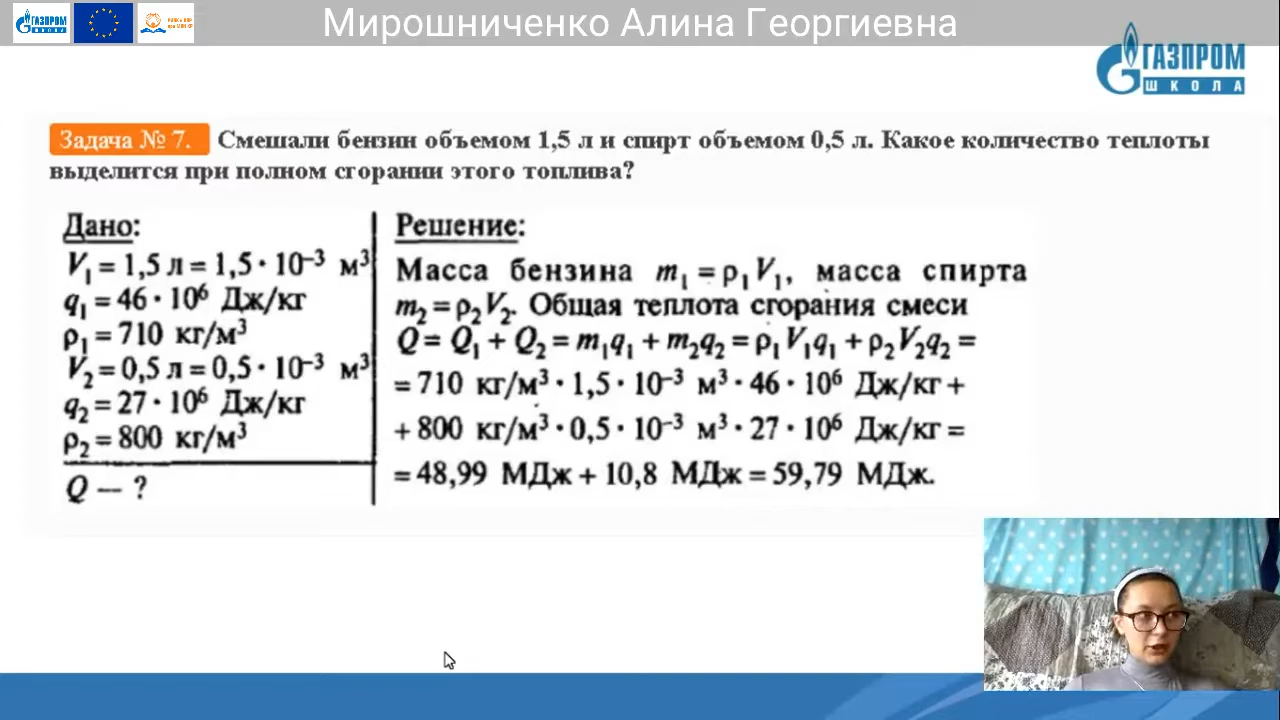 Мирошниченко Алина Георгиевна
ГАЗПРОМ
ШКОЛА
ГАЗПРОМ
ШКОЛА
Задача № 7. Смешали бензин объемом 1,5 л и спирт объемом 0,5 л. Какое количество теплоты
выделится при полном сгорании этого топлива?
Дано:
V₁ = 1,5 л = 1,5 · 10⁻³ м³
q₁ = 46 · 10⁶ Дж/кг
ρ₁ = 710 кг/м³
V₂ = 0,5 л = 0,5 · 10⁻³ м³
q₂ = 27 · 10⁶ Дж/кг
ρ₂ = 800 кг/м³
Q — ?
Решение:
Масса бензина m₁ = ρ₁V₁, масса спирта
m₂ = ρ₂V₂. Общая теплота сгорания смеси
Q = Q₁ + Q₂ = m₁q₁ + m₂q₂ = ρ₁V₁q₁ + ρ₂V₂q₂ =
= 710 кг/м³ · 1,5 · 10⁻³ м³ · 46 · 10⁶ Дж/кг +
+ 800 кг/м³ · 0,5 · 10⁻³ м³ · 27 · 10⁶ Дж/кг =
= 48,99 МДж + 10,8 МДж = 59,79 МДж.